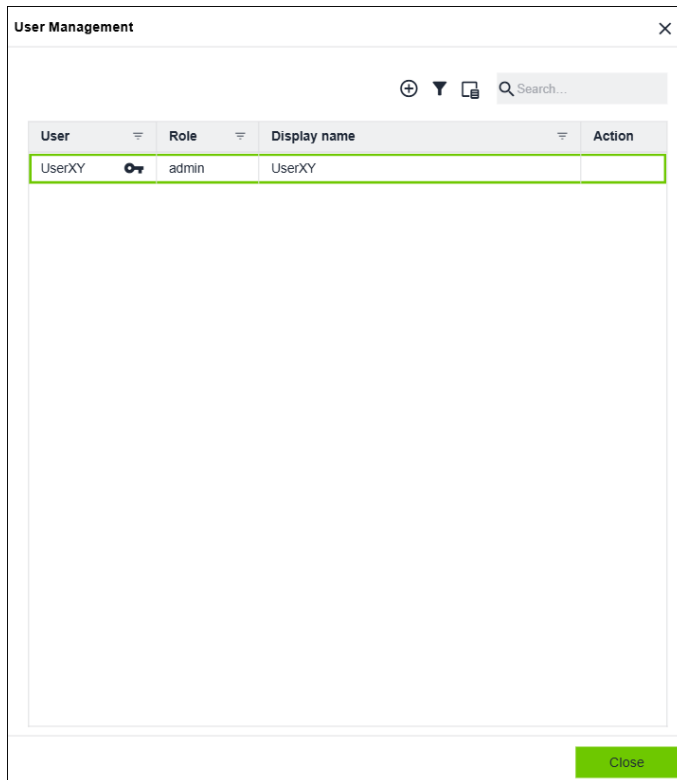 User Management
Search...
User Role Display name Action
UserXY admin UserXY
Close